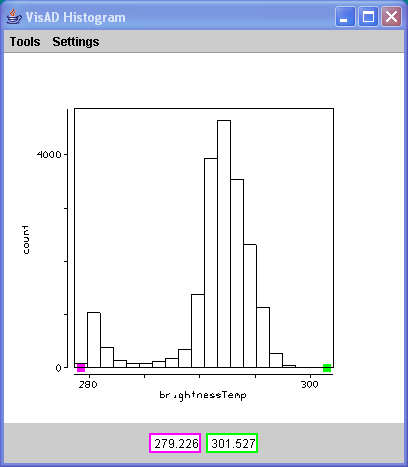 VisAD Histogram
Tools Settings
4000
count
0
280 300
brightnessTemp
279.226 301.527